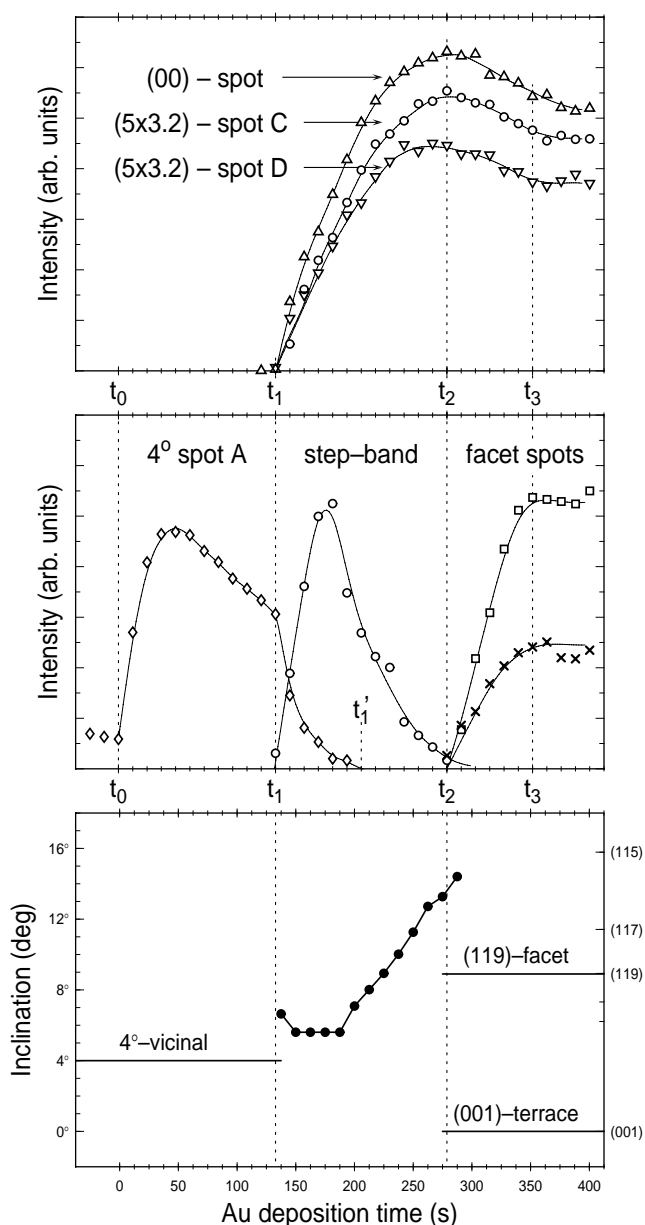 Intensity (arb. units)
(00) – spot
(5x3.2) – spot C
(5x3.2) – spot D
t0 t1 t2 t3
Intensity (arb. units)
4° spot A step–band facet spots
t1'
t0 t1 t2 t3
Inclination (deg)
16°
12°
8°
4°
0°
4°–vicinal
(119)–facet
(001)–terrace
(115)
(117)
(119)
(001)
0 50 100 150 200 250 300 350 400
Au deposition time (s)